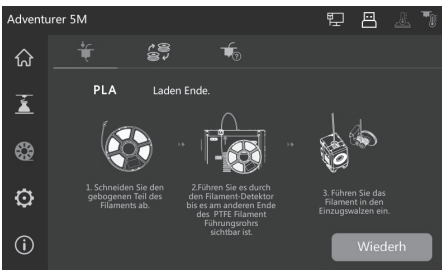 Adventurer 5M
PLA Laden Ende.
1. Schneiden Sie den
gebogenen Teil des
Filaments ab.
2.Führen Sie es durch
den Filament-Detektor
bis es am anderen Ende
des PTFE Filament
Führungsrohrs
sichtbar ist.
3. Führen Sie das
Filament in den
Einzugswalzen ein.
Wiederh